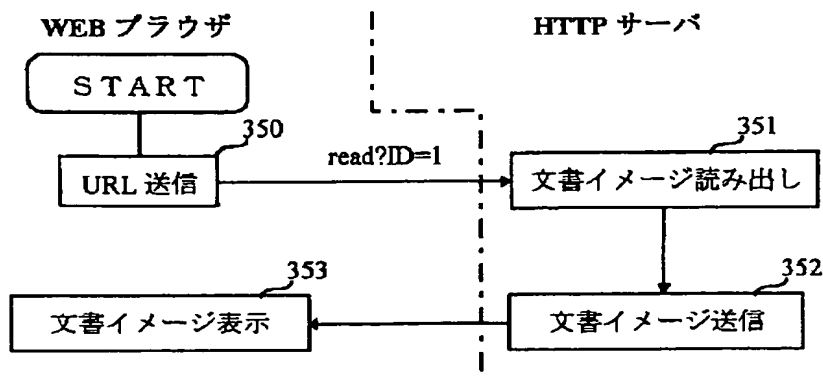 WEB ブラウザ
HTTP サーバ
START
350
351
URL 送信
read?ID=1
文書イメージ読み出し
353
352
文書イメージ表示
文書イメージ送信